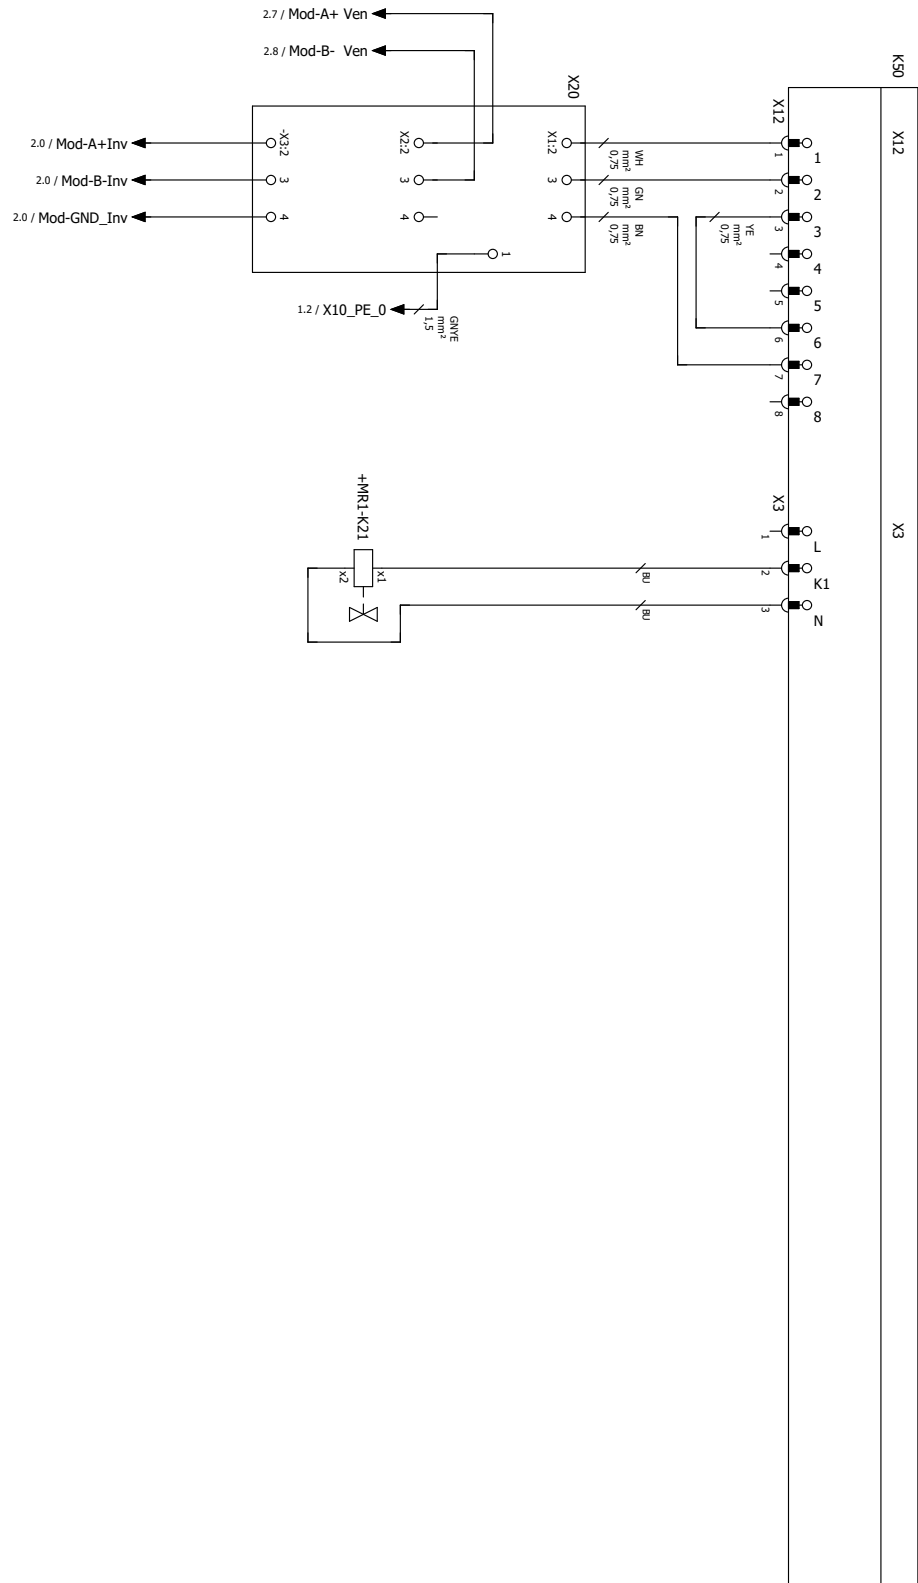 2.7 / Mod-A+ Ven
2.8 / Mod-B- Ven
K50
X20
X12
X12
2.0 / Mod-A+Inv
-X3:2
X2:2
X1:2
WH
mm²
0,75
1
1
2.0 / Mod-B-Inv
3
3
3
GN
mm²
0,75
2
2
2.0 / Mod-GND_Inv
4
4
4
BN
mm²
0,75
YE
mm²
0,75
3
3
1
4
4
5
5
1.2 / X10_PE_0
GNYE
mm²
1,5
6
6
7
7
8
8
+MR1-K21
X3
X3
1
L
x2
x1
BU
2
K1
BU
3
N